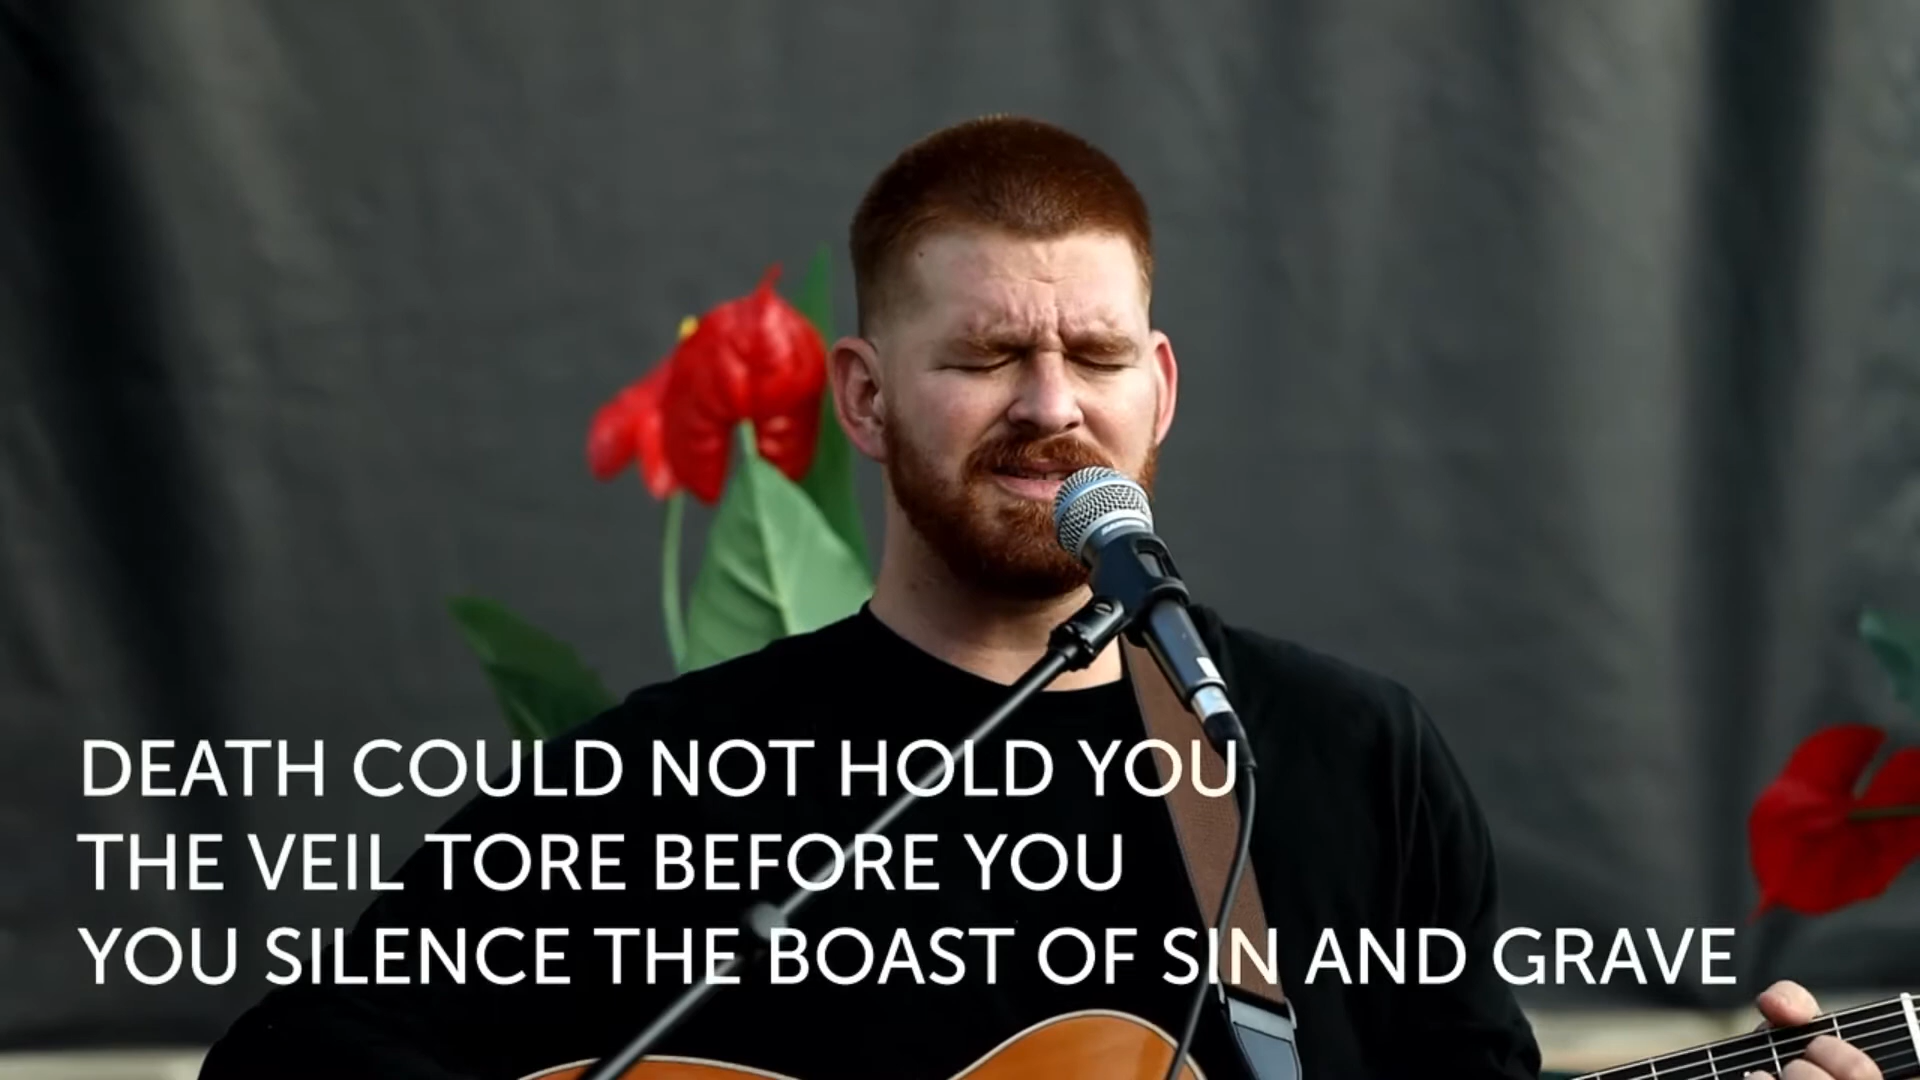 DEATH COULD NOT HOLD YOU
THE VEIL TORE BEFORE YOU
YOU SILENCE THE BOAST OF SIN AND GRAVE